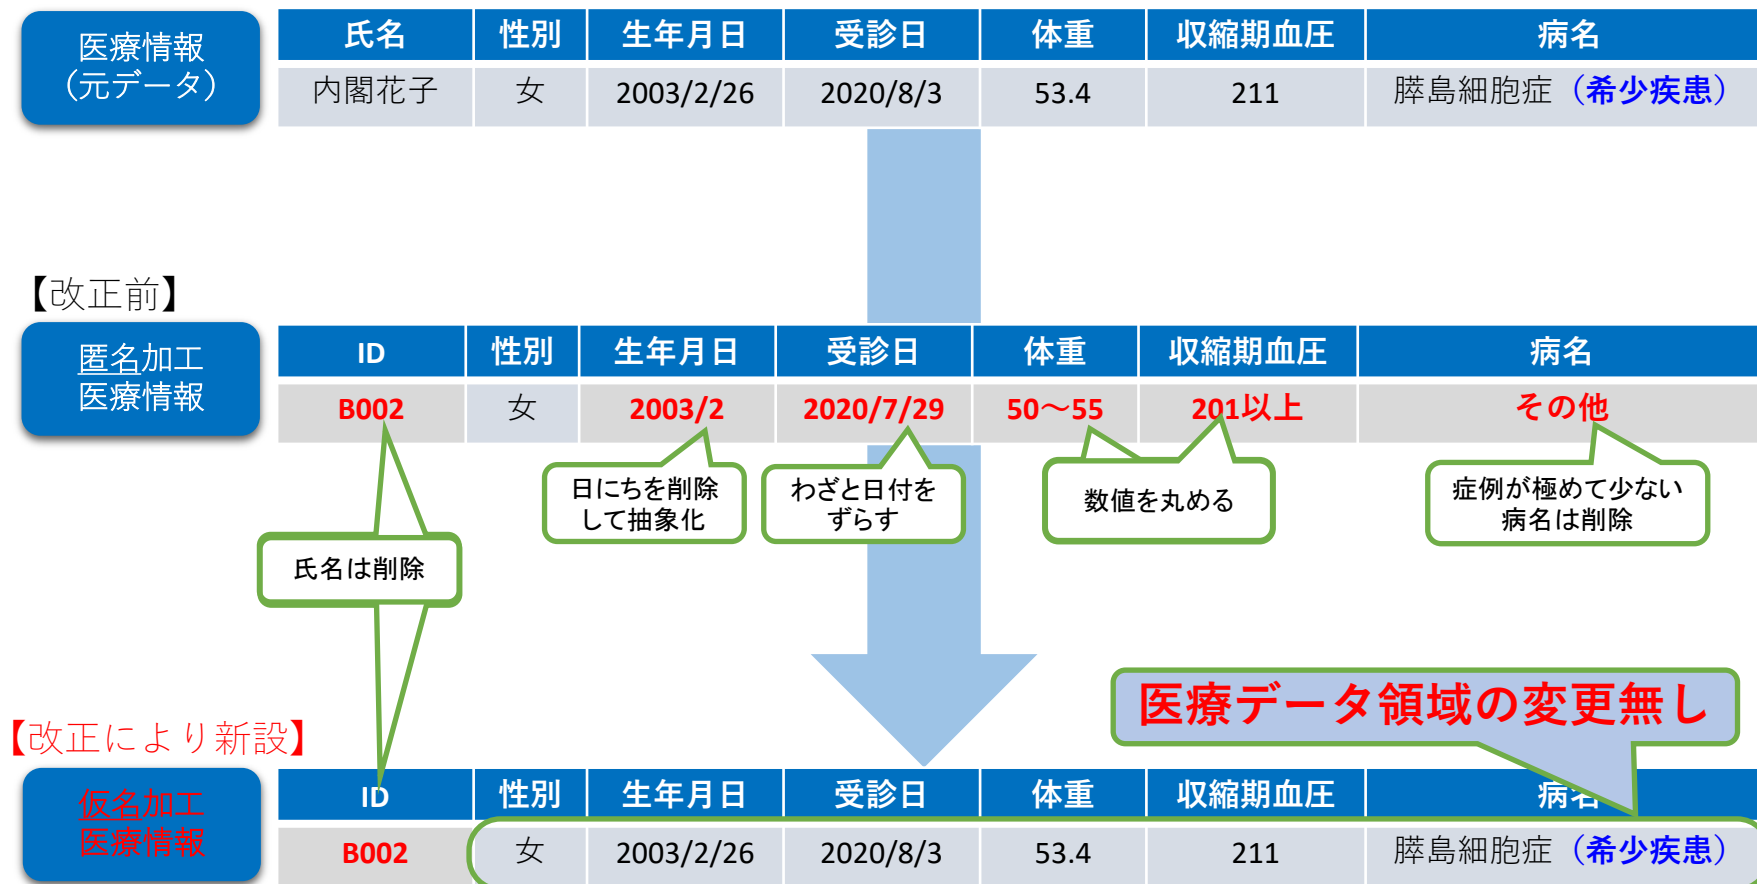 医療情報
（元データ）
氏名 性別 生年月日 受診日 体重 収縮期血圧 病名
内閣花子 女 2003/2/26 2020/8/3 53.4 211 膵島細胞症（希少疾患）
【改正前】
匿名加工
医療情報
ID 性別 生年月日 受診日 体重 収縮期血圧 病名
B002 女 2003/2 2020/7/29 50～55 201以上 その他
日にちを削除
して抽象化
わざと日付を
ずらす
数値を丸める
症例が極めて少ない
病名は削除
氏名は削除
医療データ領域の変更無し
【改正により新設】
仮名加工
医療情報
ID 性別 生年月日 受診日 体重 収縮期血圧 病名
B002 女 2003/2/26 2020/8/3 53.4 211 膵島細胞症（希少疾患）